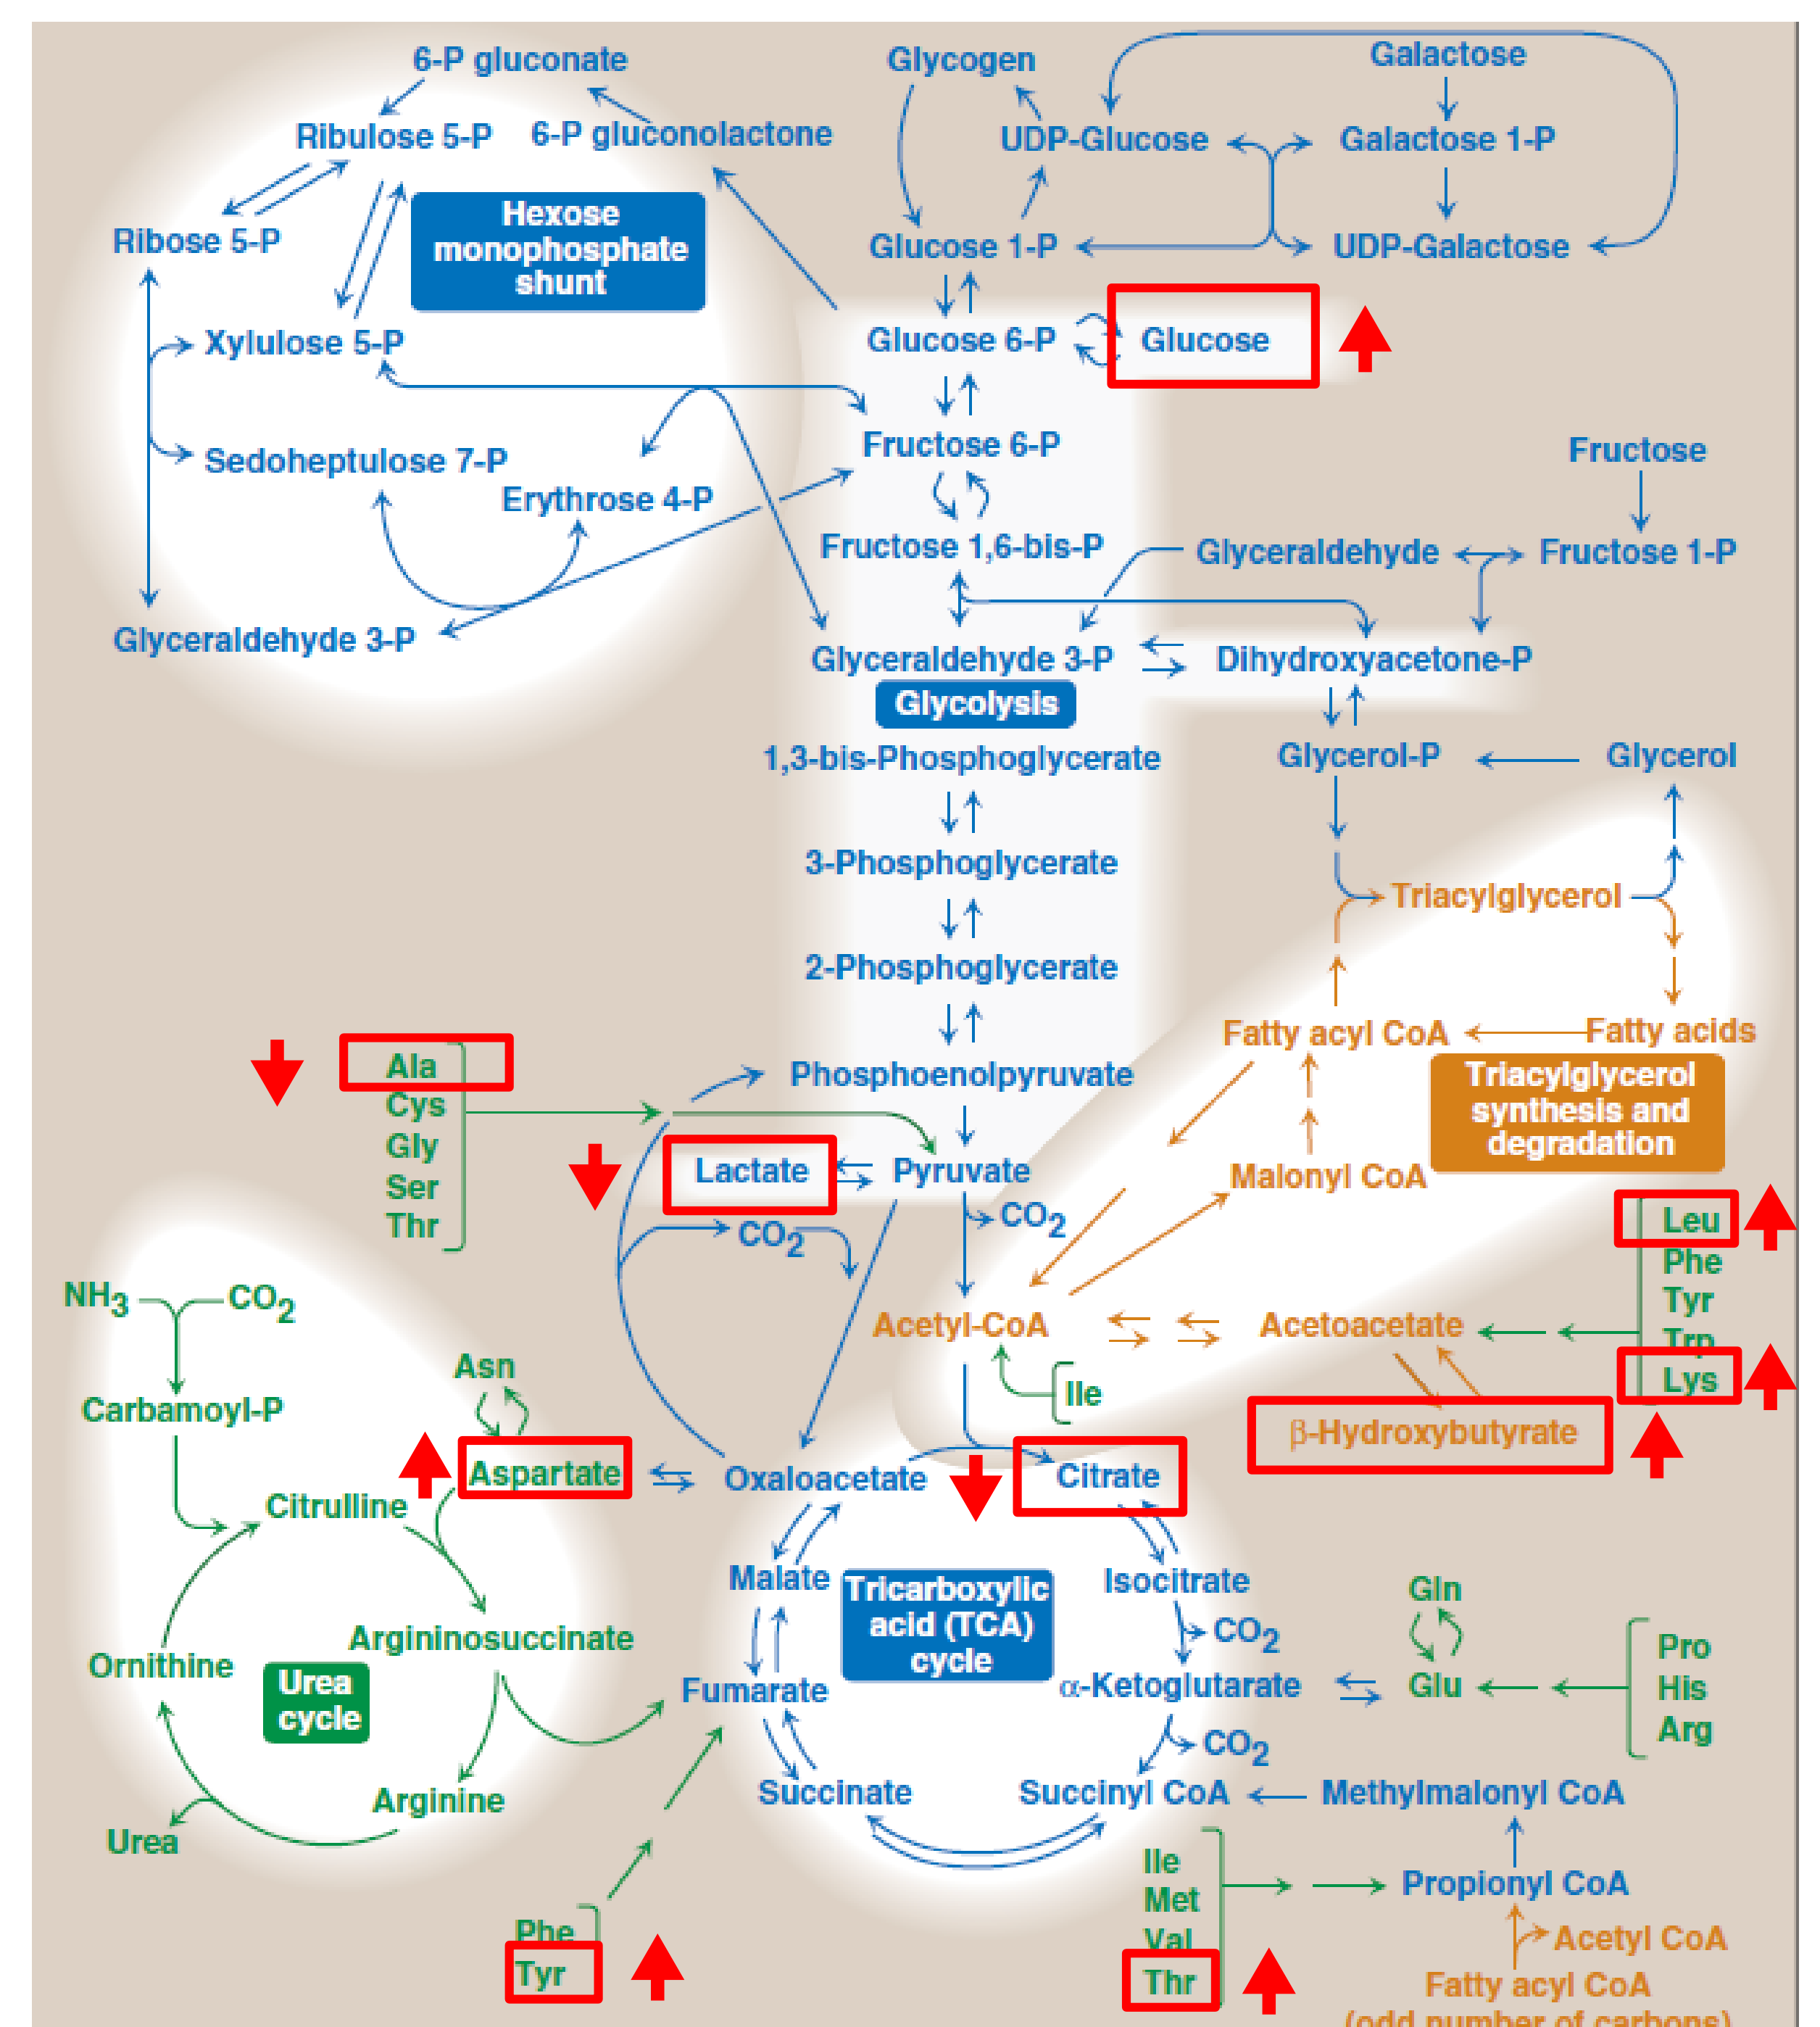 6-P gluconate
Glycogen
Galactose
Ribulose 5-P
6-P gluconolactone
UDP-Glucose
Galactose 1-P
Hexose
monophosphate
shunt
Ribose 5-P
Glucose 1-P
UDP-Galactose
Xylulose 5-P
Glucose 6-P
Glucose
Fructose 6-P
Fructose
Sedoheptulose 7-P
Erythrose 4-P
Fructose 1,6-bis-P
Glyceraldehyde
Fructose 1-P
Glyceraldehyde 3-P
Glyceraldehyde 3-P
Dihydroxyacetone-P
Glycolysis
1,3-bis-Phosphoglycerate
Glycerol-P
Glycerol
3-Phosphoglycerate
Triacylglycerol
2-Phosphoglycerate
Fatty acyl CoA
Fatty acids
Triacylglycerol
synthesis and
degradation
Ala
Cys
Gly
Ser
Thr
Phosphoenolpyruvate
Lactate
Pyruvate
Malonyl CoA
CO2
CO2
Leu
Phe
Tyr
Trp
Lys
NH3
CO2
Acetyl-CoA
Acetoacetate
Asn
Ile
Carbamoyl-P
β-Hydroxybutyrate
Aspartate
Oxaloacetate
Citrate
Citrulline
Malate
Tricarboxylic
acid (TCA)
cycle
Isocitrate
Gln
CO2
Argininosuccinate
Ornithine
Urea
cycle
Fumarate
α-Ketoglutarate
Glu
Pro
His
Arg
CO2
Arginine
Succinate
Succinyl CoA
Methylmalonyl CoA
Urea
Ile
Met
Val
Thr
Propionyl CoA
Phe
Tyr
Acetyl CoA
Fatty acyl CoA
(odd number of carbons)